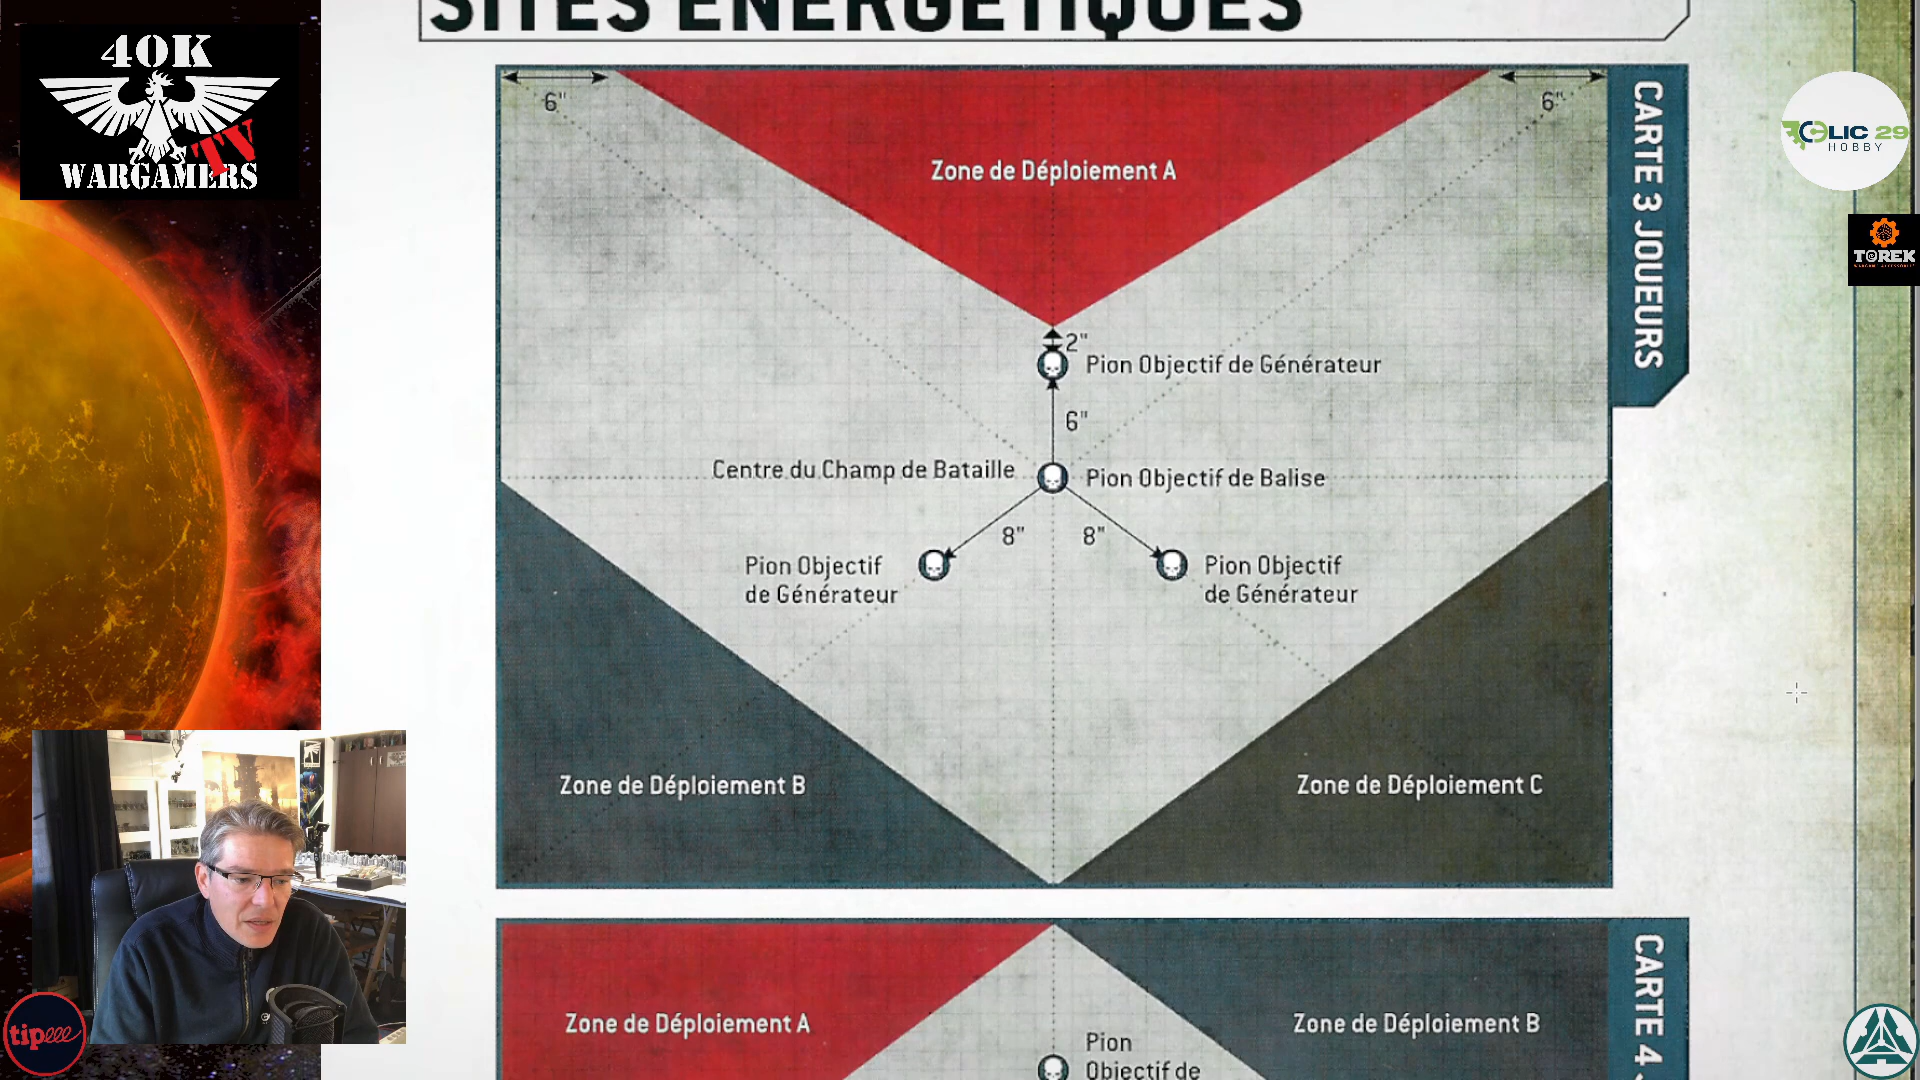 SITES ÉNERGÉTIQUES
40K
WARGAMERS
TV
6"
6"
CARTE 3 JOUEURS
Zone de Déploiement A
2"
Pion Objectif de Générateur
6"
Centre du Champ de Bataille
Pion Objectif de Balise
8"
8"
Pion Objectif
de Générateur
Pion Objectif
de Générateur
Zone de Déploiement B
Zone de Déploiement C
CARTE 4
Zone de Déploiement A
Zone de Déploiement B
Pion
Objectif de
CLIC 29
HOBBY
TOREK
tipeee